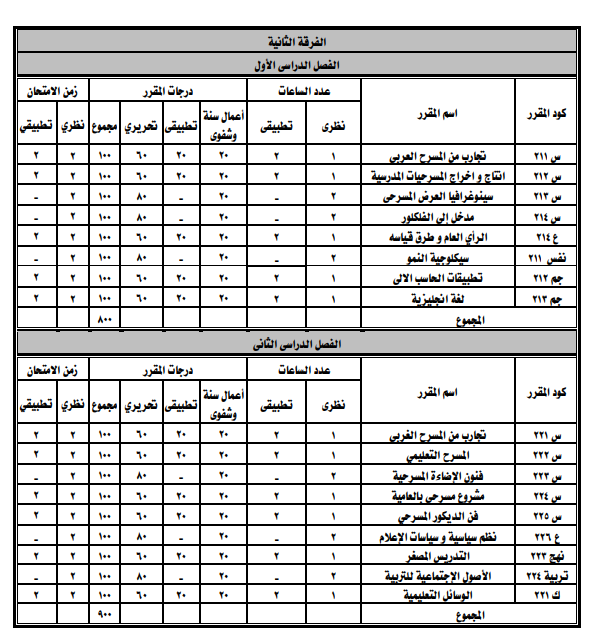 الفرقة الثانية
الفصل الدراسى الأول
كود المقرر | اسم المقرر | عدد الساعات | درجات المقرر | زمن الامتحان
نظرى | تطبيقى | أعمال سنة وشفوى | تطبيقى | تحريري | مجموع | نظري | تطبيقي
س ٢١١ | تجارب من المسرح العربى | ١ | ٢ | ٢٠ | ٢٠ | ٦٠ | ١٠٠ | ٢ | ٢
س ٢١٢ | انتاج و اخراج المسرحيات المدرسية | ١ | ٢ | ٢٠ | ٢٠ | ٦٠ | ١٠٠ | ٢ | ٢
س ٢١٣ | سينوغرافيا العرض المسرحى | ٢ | _ | ٢٠ | _ | ٨٠ | ١٠٠ | ٢ | _
س ٢١٤ | مدخل إلى الفلكلور | ٢ | _ | ٢٠ | _ | ٨٠ | ١٠٠ | ٢ | _
ع ٢١٤ | الرأي العام و طرق قياسه | ١ | ٢ | ٢٠ | ٢٠ | ٦٠ | ١٠٠ | ٢ | ٢
نفس ٢١١ | سيكلوجية النمو | ٢ | _ | ٢٠ | _ | ٨٠ | ١٠٠ | ٢ | _
جم ٢١٢ | تطبيقات الحاسب الالى | ١ | ٢ | ٢٠ | ٢٠ | ٦٠ | ١٠٠ | ٢ | ٢
جم ٢١٣ | لغة انجليزية | ١ | ٢ | ٢٠ | ٢٠ | ٦٠ | ١٠٠ | ٢ | ٢
المجموع | ٨٠٠
الفصل الدراسى الثانى
كود المقرر | اسم المقرر | عدد الساعات | درجات المقرر | زمن الامتحان
نظرى | تطبيقى | أعمال سنة وشفوى | تطبيقى | تحريري | مجموع | نظري | تطبيقي
س ٢٢١ | تجارب من المسرح الغربى | ١ | ٢ | ٢٠ | ٢٠ | ٦٠ | ١٠٠ | ٢ | ٢
س ٢٢٢ | المسرح التعليمي | ١ | ٢ | ٢٠ | ٢٠ | ٦٠ | ١٠٠ | ٢ | ٢
س ٢٢٣ | فنون الإضاءة المسرحية | ٢ | _ | ٢٠ | _ | ٨٠ | ١٠٠ | ٢ | _
س ٢٢٤ | مشروع مسرحى بالعامية | ١ | ٢ | ٢٠ | ٢٠ | ٦٠ | ١٠٠ | ٢ | ٢
س ٢٢٥ | فن الديكور المسرحي | ١ | ٢ | ٢٠ | ٢٠ | ٦٠ | ١٠٠ | ٢ | ٢
ع ٢٢٦ | نظم سياسية و سياسات الإعلام | ٢ | _ | ٢٠ | _ | ٨٠ | ١٠٠ | ٢ | _
نهج ٢٢٣ | التدريس المصغر | ١ | ٢ | ٢٠ | ٢٠ | ٦٠ | ١٠٠ | ٢ | ٢
تربية ٢٢٤ | الأصول الإجتماعية للتربية | ٢ | _ | ٢٠ | _ | ٨٠ | ١٠٠ | ٢ | _
ك ٢٢١ | الوسائل التعليمية | ١ | ٢ | ٢٠ | ٢٠ | ٦٠ | ١٠٠ | ٢ | ٢
المجموع | ٩٠٠